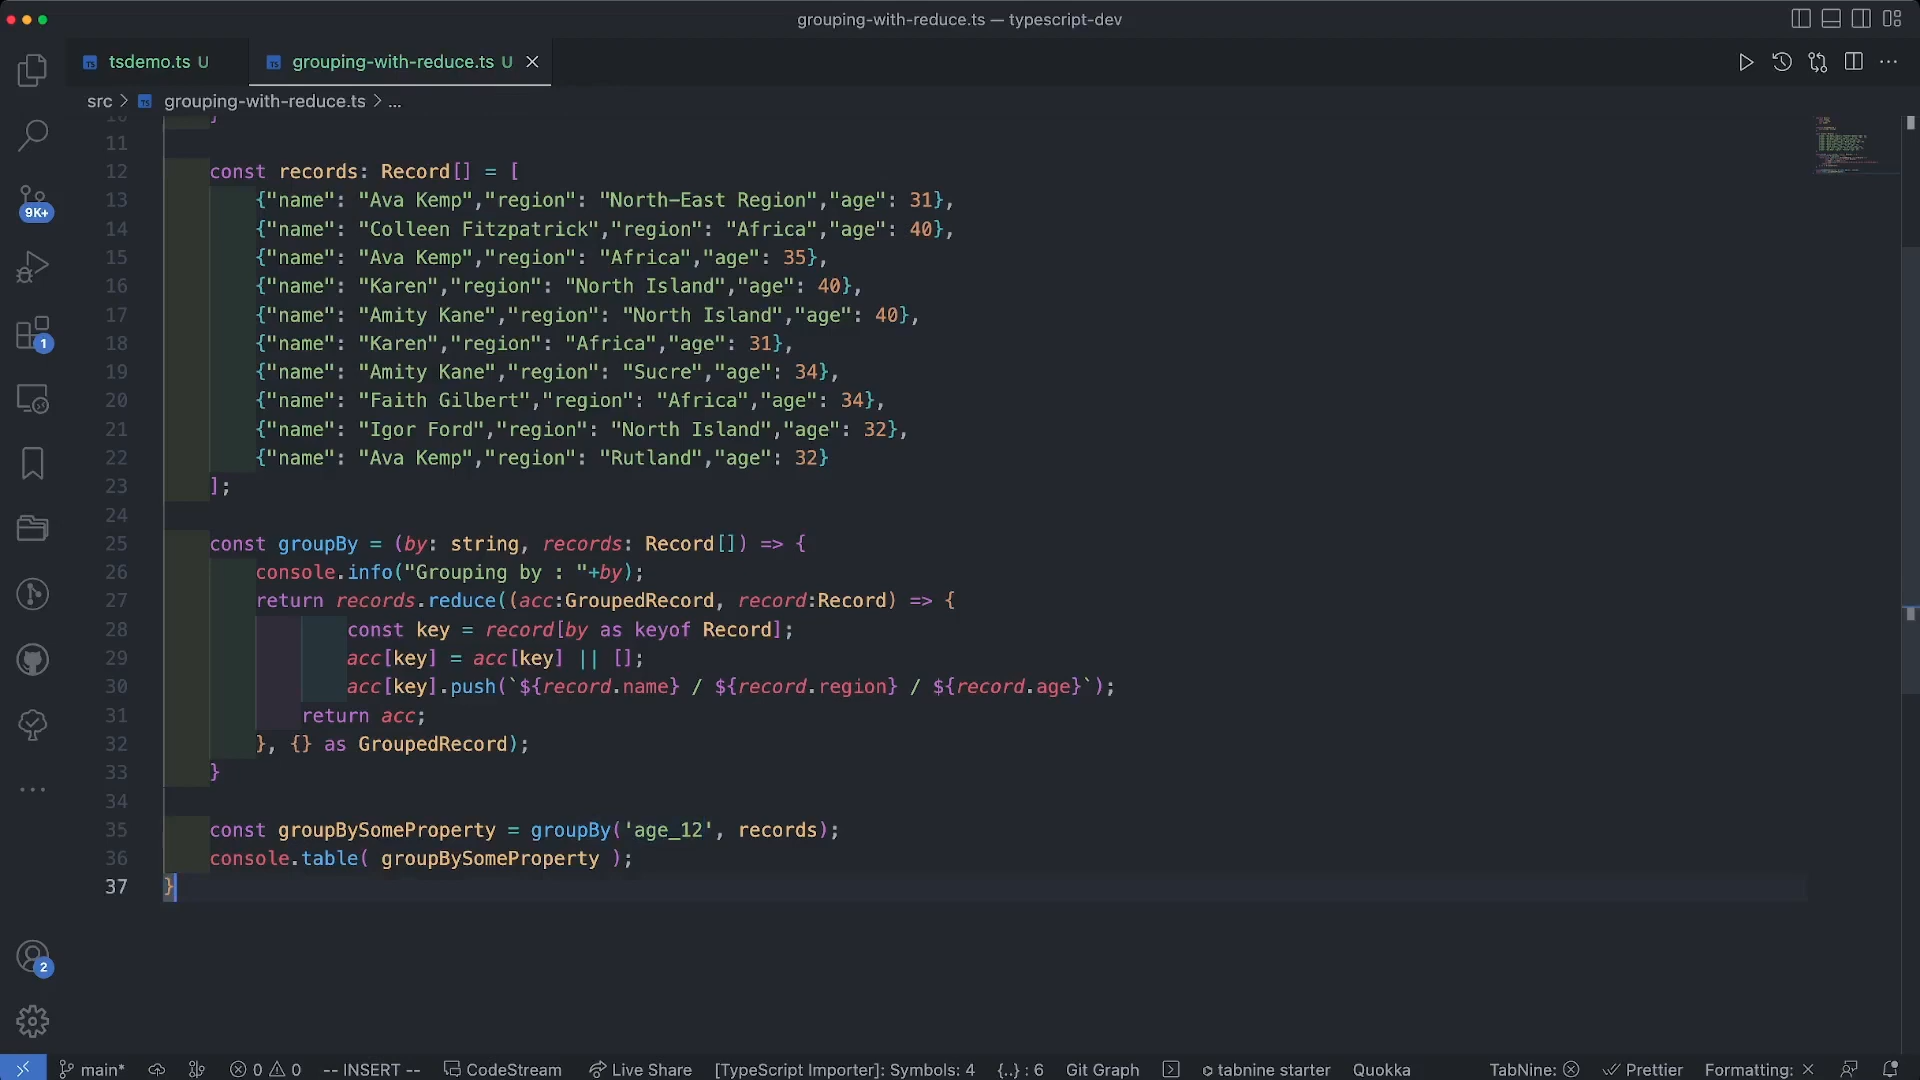 grouping-with-reduce.ts — typescript-dev
tsdemo.ts U
grouping-with-reduce.ts U
src > grouping-with-reduce.ts > ...
11
12 const records: Record[] = [
13 {"name": "Ava Kemp","region": "North-East Region","age": 31},
14 {"name": "Colleen Fitzpatrick","region": "Africa","age": 40},
15 {"name": "Ava Kemp","region": "Africa","age": 35},
16 {"name": "Karen","region": "North Island","age": 40},
17 {"name": "Amity Kane","region": "North Island","age": 40},
18 {"name": "Karen","region": "Africa","age": 31},
19 {"name": "Amity Kane","region": "Sucre","age": 34},
20 {"name": "Faith Gilbert","region": "Africa","age": 34},
21 {"name": "Igor Ford","region": "North Island","age": 32},
22 {"name": "Ava Kemp","region": "Rutland","age": 32}
23 ];
24
25 const groupBy = (by: string, records: Record[]) => {
26 console.info("Grouping by : "+by);
27 return records.reduce((acc:GroupedRecord, record:Record) => {
28 const key = record[by as keyof Record];
29 acc[key] = acc[key] || [];
30 acc[key].push(`${record.name} / ${record.region} / ${record.age}`);
31 return acc;
32 }, {} as GroupedRecord);
33 }
34
35 const groupBySomeProperty = groupBy('age_12', records);
36 console.table( groupBySomeProperty );
37 }
9K+
1
2
main* 0 0 -- INSERT -- CodeStream Live Share [TypeScript Importer]: Symbols: 4 {..} : 6 Git Graph tabnine starter Quokka TabNine: Prettier Formatting: ×